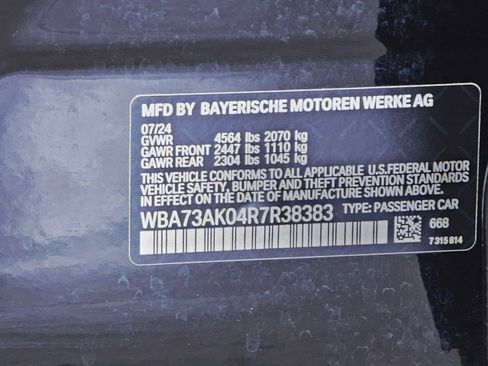 MFD BY BAYERISCHE MOTOREN WERKE AG
07/24
GVWR 4564 lbs 2070 kg
GAWR FRONT 2447 lbs 1110 kg
GAWR REAR 2304 lbs 1045 kg
THIS VEHICLE CONFORMS TO ALL APPLICABLE U.S.FEDERAL MOTOR
VEHICLE SAFETY, BUMPER AND THEFT PREVENTION STANDARDS
IN EFFECT ON THE DATE OF MANUFACTURE SHOWN ABOVE.
WBA73AK04R7R38383 TYPE: PASSENGER CAR
668
7 315 814